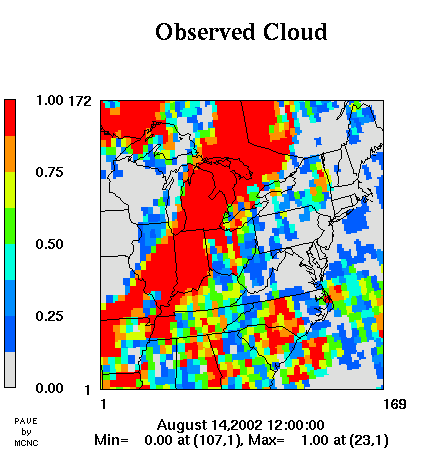 Observed Cloud
1.00
172
0.75
0.50
0.25
0.00
1
1
169
PAVE
by
MCNC
August 14,2002 12:00:00
Min= 0.00 at (107,1), Max= 1.00 at (23,1)